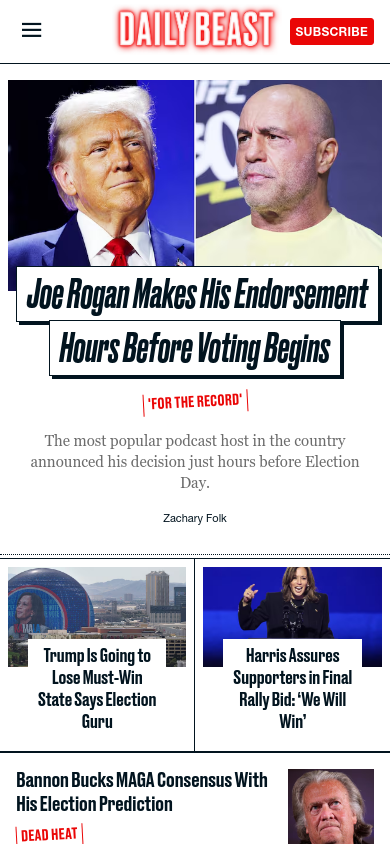 DAILY BEAST
SUBSCRIBE
UFC
Joe Rogan Makes His Endorsement
Hours Before Voting Begins
'FOR THE RECORD'
The most popular podcast host in the country
announced his decision just hours before Election
Day.
Zachary Folk
Trump Is Going to
Lose Must-Win
State Says Election
Guru
Harris Assures
Supporters in Final
Rally Bid: ‘We Will
Win’
Bannon Bucks MAGA Consensus With
His Election Prediction
DEAD HEAT